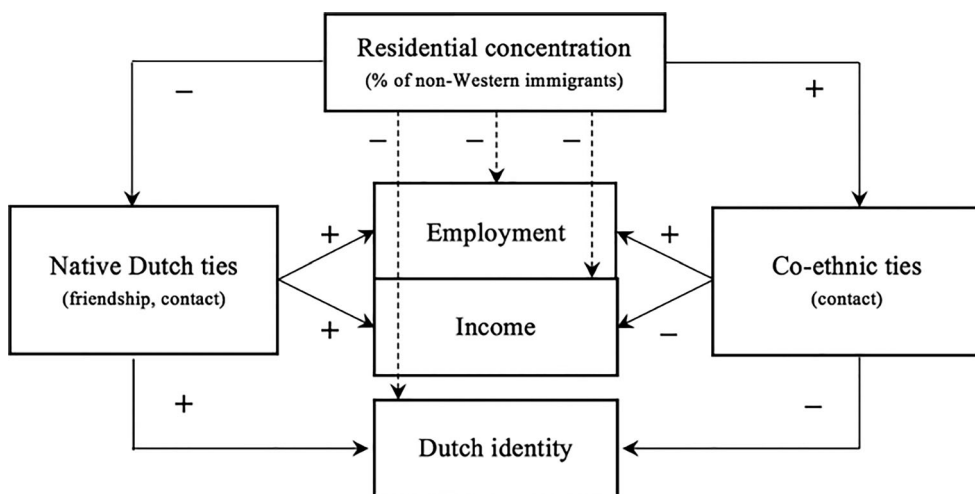 Residential concentration
(% of non-Western immigrants)
−
+
−
−
−
Native Dutch ties
(friendship, contact)
+
+
Employment
Income
+
−
Co-ethnic ties
(contact)
+
−
Dutch identity